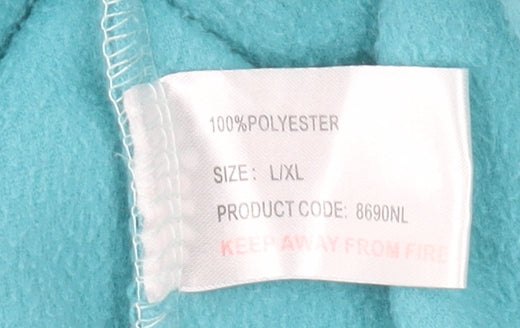 100%POLYESTER
SIZE: L/XL
PRODUCT CODE: 8690NL
KEEP AWAY FROM FIRE